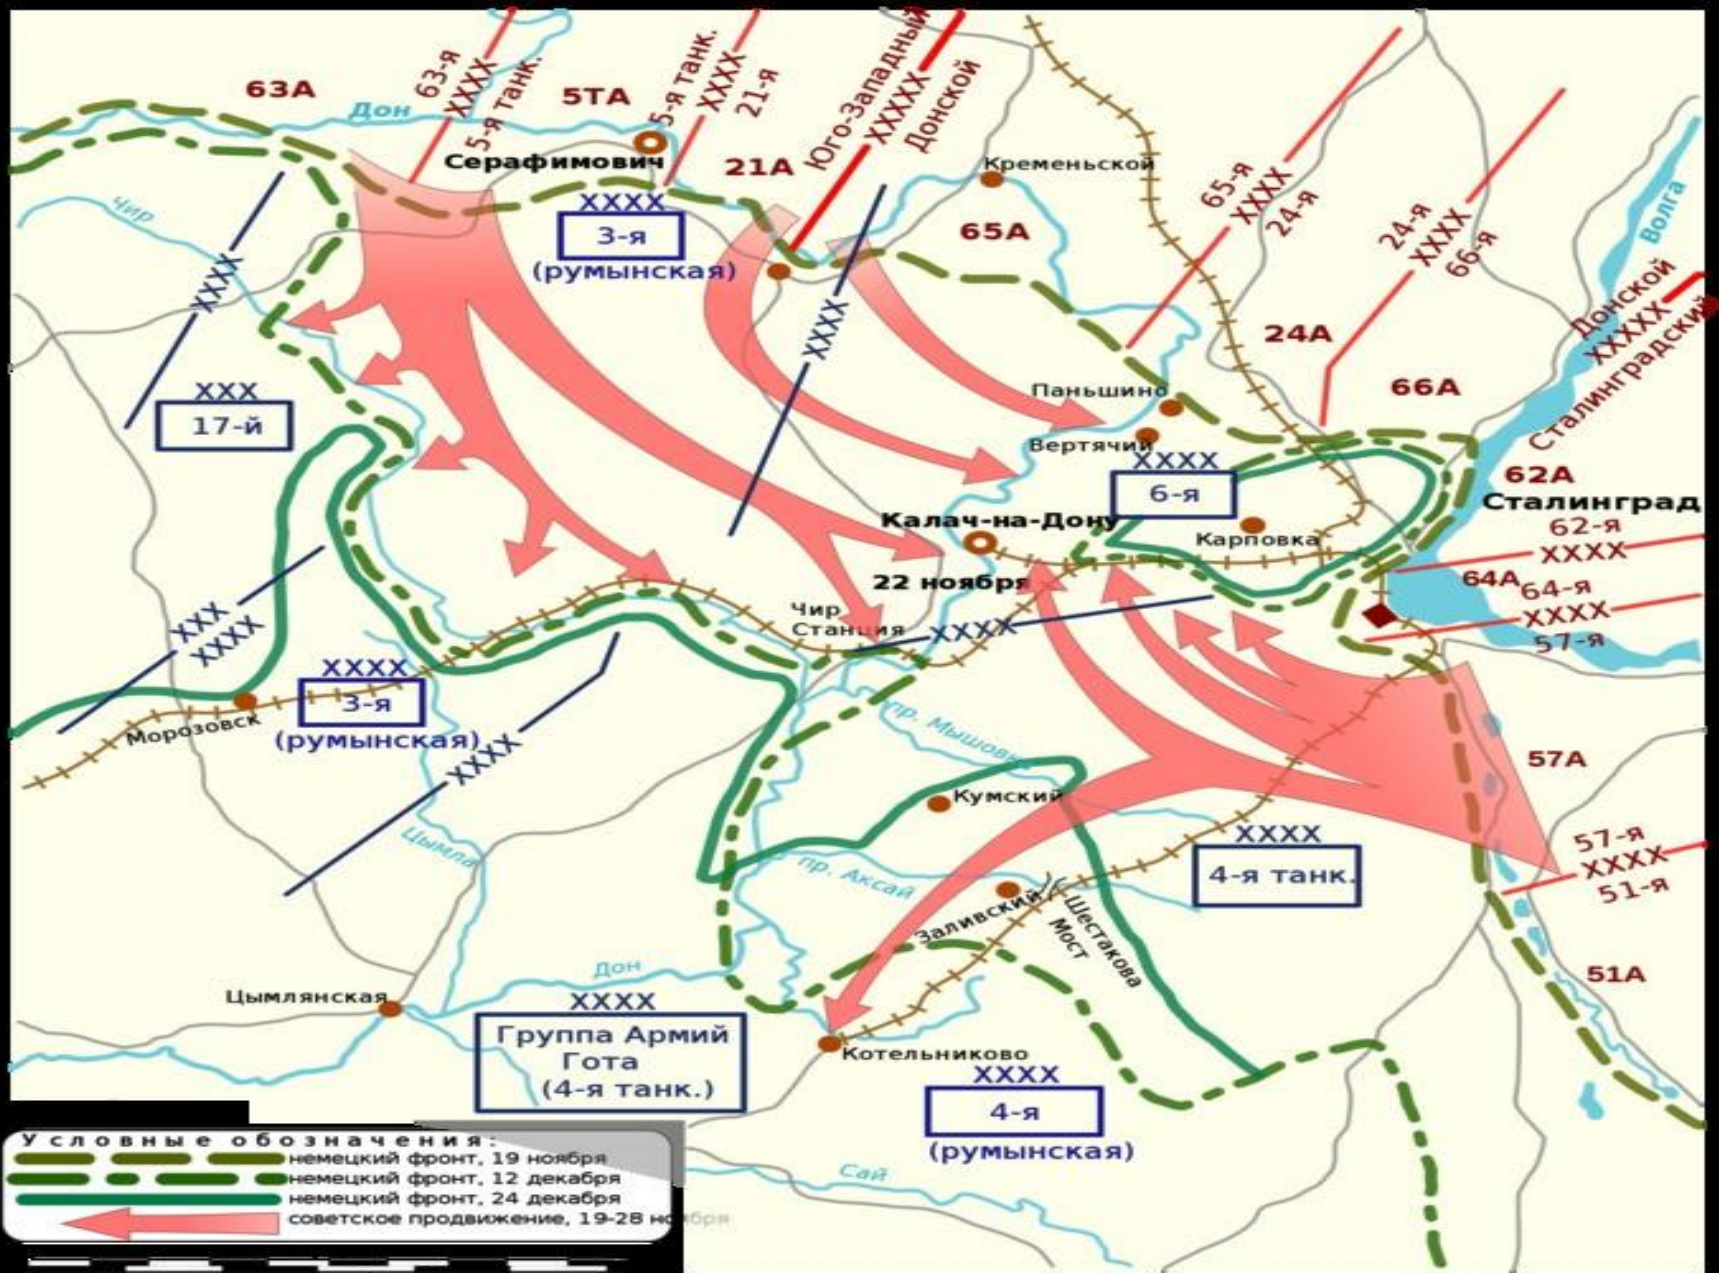 63А
Дон
63-я
XXXX
5-я танк.
5ТА
5-я танк.
XXXX
21-я
Юго-Западный
XXXXX
Донской
Серафимович
21А
Кременьской
65-я
XXXX
24-я
24-я
XXXX
66-я
Волга
Чир
XXXX
XXXX
3-я
(румынская)
65А
Донской
XXXXX
Сталинградский
XXXX
24А
66А
XXX
17-й
Паньшино
Вертячий
XXXX
6-я
62А
Сталинград
62-я
XXXX
Калач-на-Дону
Карповка
22 ноября
64А
64-я
XXXX
57-я
Чир
Станция
XXXX
XXX
XXXX
XXXX
3-я
(румынская)
Морозовск
XXXX
пр. Мышовка
57А
Кумский
Цымла
пр. Аксай
XXXX
4-я танк.
57-я
XXXX
51-я
Заливский
Шестакова
Мост
51А
Дон
Цымлянская
XXXX
Группа Армий
Гота
(4-я танк.)
Котельниково
XXXX
4-я
(румынская)
Сай
Условные обозначения:
немецкий фронт, 19 ноября
немецкий фронт, 12 декабря
немецкий фронт, 24 декабря
советское продвижение, 19-28 ноября